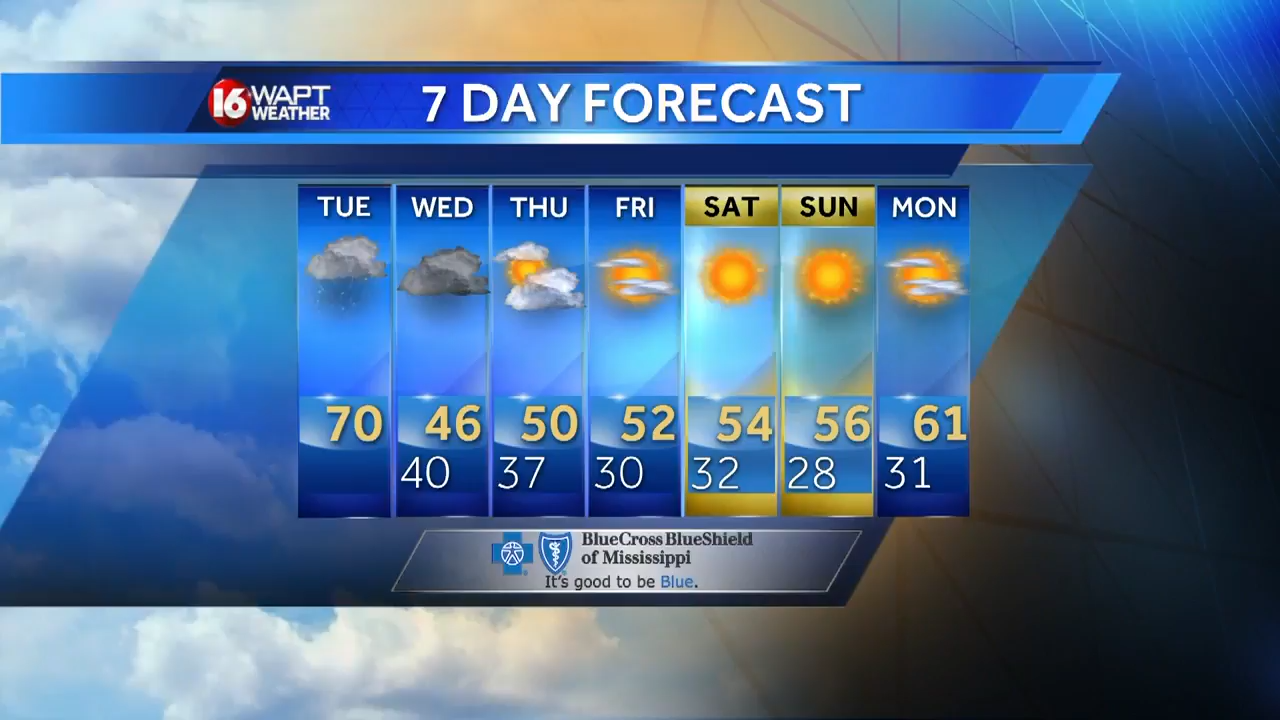 16 WAPT
WEATHER
7 DAY FORECAST
TUE WED THU FRI SAT SUN MON
70 46 50 52 54 56 61
40 37 30 32 28 31
BlueCross BlueShield
of Mississippi
It's good to be Blue.